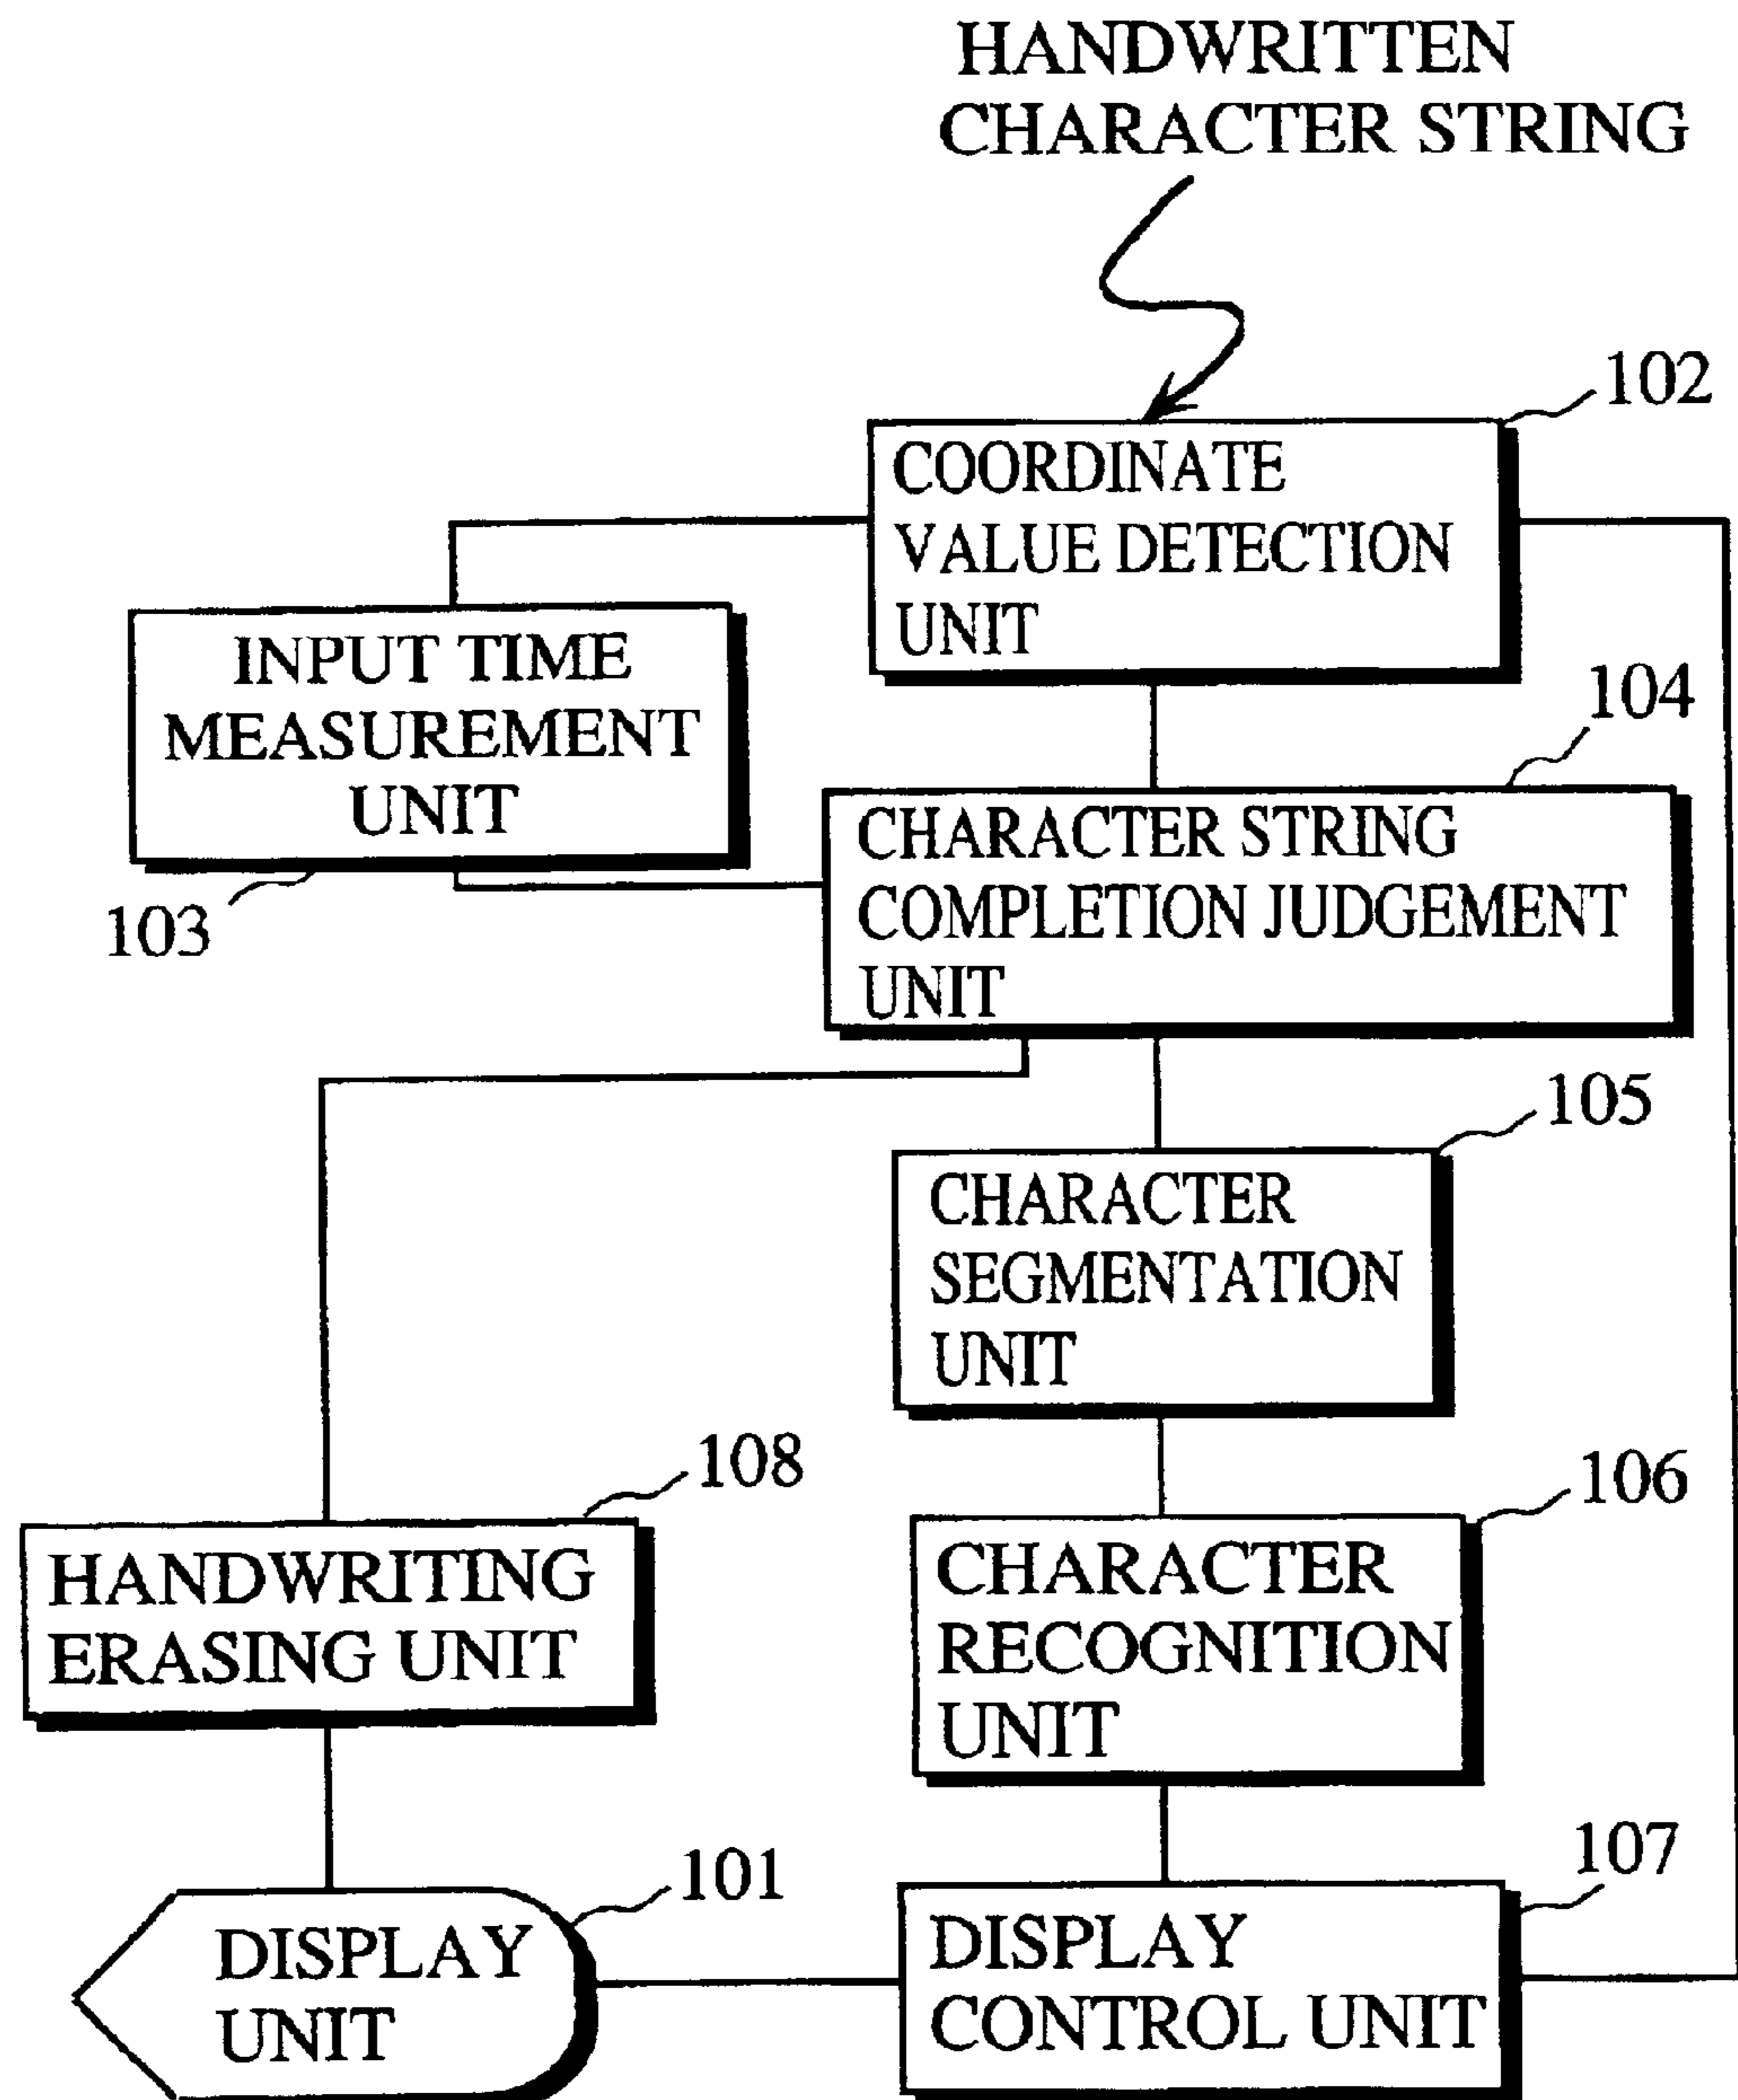 HANDWRITTEN
CHARACTER STRING
102
COORDINATE
VALUE DETECTION
UNIT
INPUT TIME
MEASUREMENT
UNIT
103
104
CHARACTER STRING
COMPLETION JUDGEMENT
UNIT
105
CHARACTER
SEGMENTATION
UNIT
108
HANDWRITING
ERASING UNIT
106
CHARACTER
RECOGNITION
UNIT
101
DISPLAY
UNIT
107
DISPLAY
CONTROL UNIT